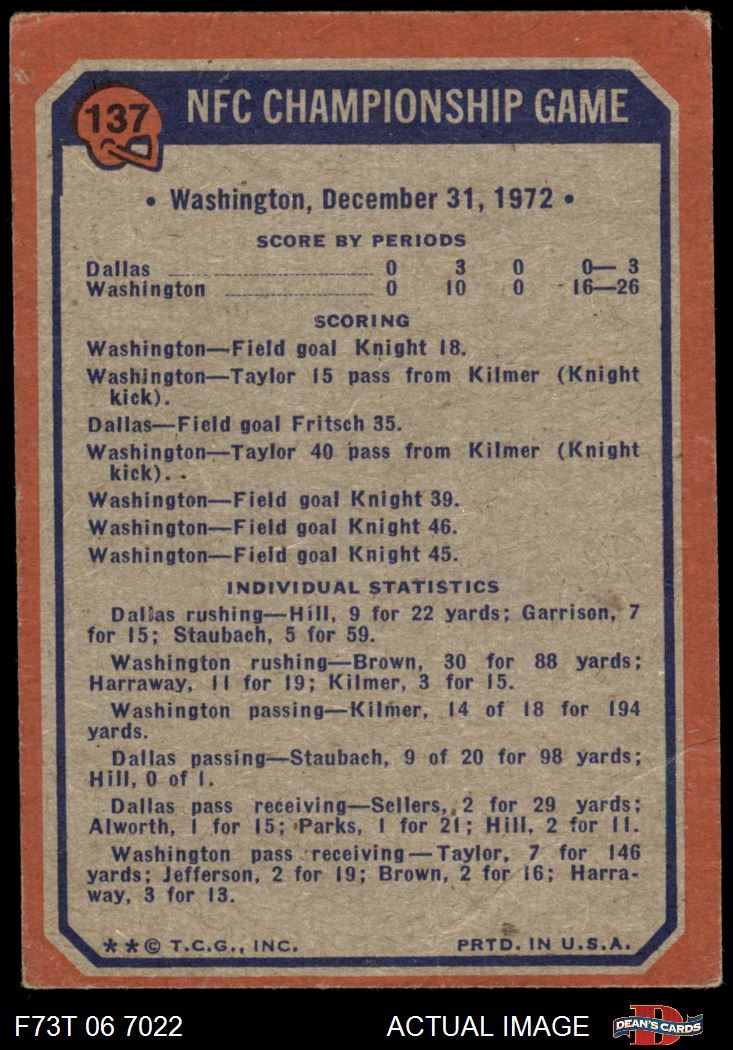 137
NFC CHAMPIONSHIP GAME
• Washington, December 31, 1972 •
SCORE BY PERIODS
Dallas ........................ 0 3 0 0— 3
Washington ................ 0 10 0 16—26
SCORING
Washington—Field goal Knight 18.
Washington—Taylor 15 pass from Kilmer (Knight
kick).
Dallas—Field goal Fritsch 35.
Washington—Taylor 40 pass from Kilmer (Knight
kick).
Washington—Field goal Knight 39.
Washington—Field goal Knight 46.
Washington—Field goal Knight 45.
INDIVIDUAL STATISTICS
Dallas rushing—Hill, 9 for 22 yards; Garrison, 7
for 15; Staubach, 5 for 59.
Washington rushing—Brown, 30 for 88 yards;
Harraway, 11 for 19; Kilmer, 3 for 15.
Washington passing—Kilmer, 14 of 18 for 194
yards.
Dallas passing—Staubach, 9 of 20 for 98 yards;
Hill, 0 of 1.
Dallas pass receiving—Sellers, 2 for 29 yards;
Alworth, 1 for 15; Parks, 1 for 21; Hill, 2 for 11.
Washington pass receiving—Taylor, 7 for 146
yards; Jefferson, 2 for 19; Brown, 2 for 16; Harra-
way, 3 for 13.
**© T.C.G., INC. PRTD. IN U.S.A.
F73T 06 7022 ACTUAL IMAGE
D
DEAN'S CARDS